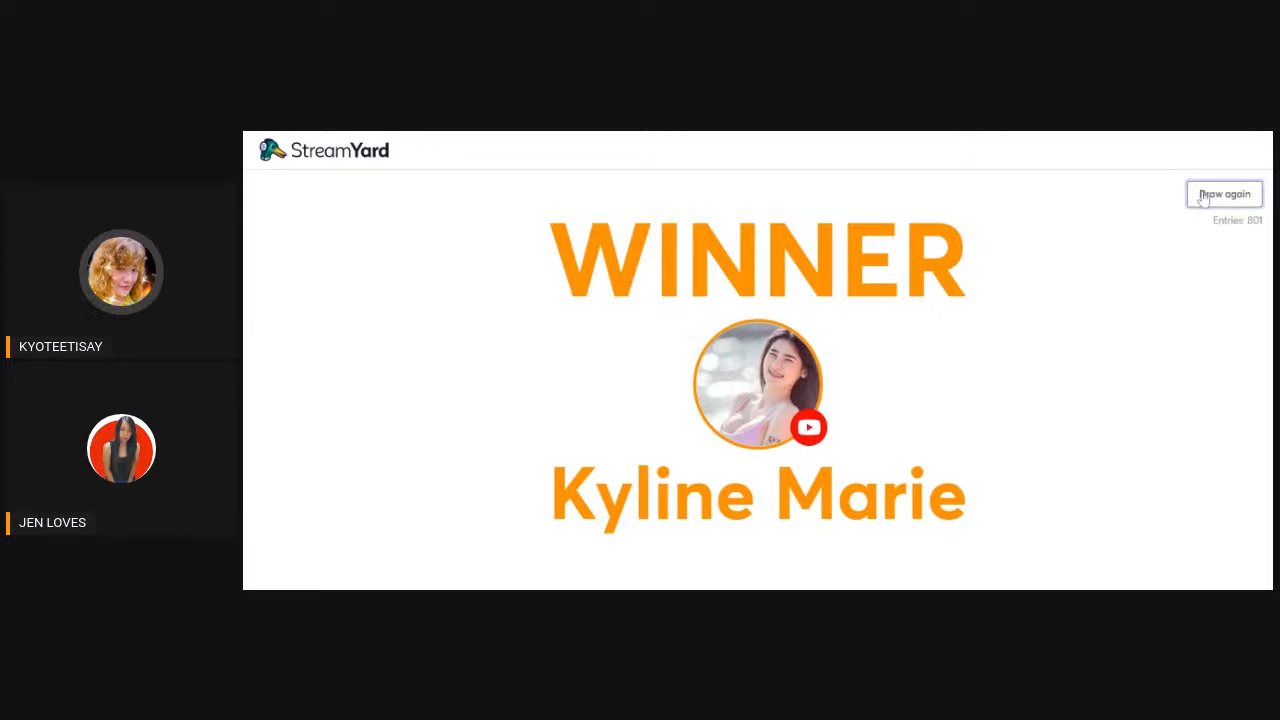 StreamYard
Draw again
Entries: 801
WINNER
Kyline Marie
KYOTEETISAY
JEN LOVES